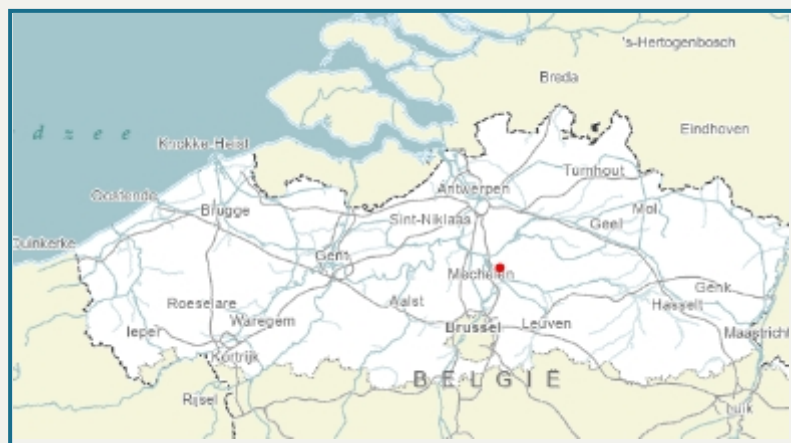 's-Hertogenbosch
Breda
Eindhoven
d z e e
Knokke-Heist
Turnhout
Antwerpen
Oostende
Mol
Brugge
Sint-Niklaas
Geel
Duinkerke
Gent
Mechelen
Genk
Roeselare
Aalst
Hasselt
Waregem
Ieper
Brussel
Leuven
Maastricht
Kortrijk
BELGIË
Rijsel
Luik